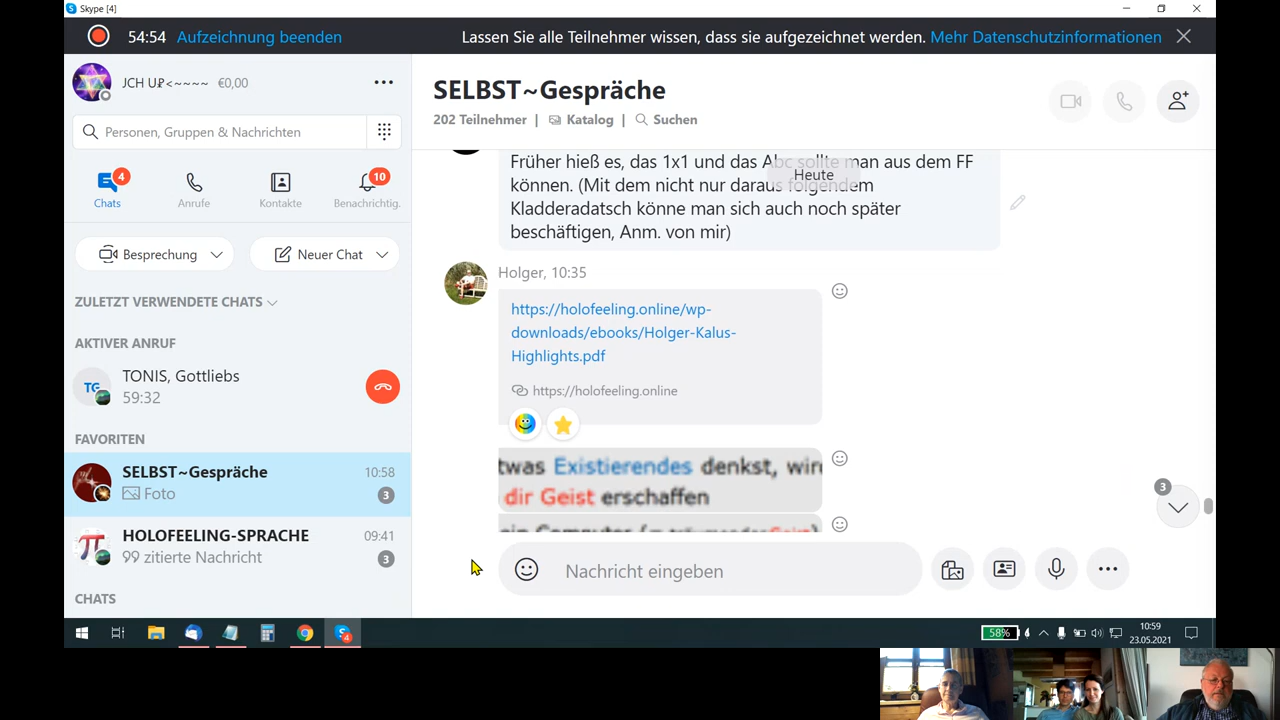 Skype [4]
54:54 Aufzeichnung beenden
Lassen Sie alle Teilnehmer wissen, dass sie aufgezeichnet werden. Mehr Datenschutzinformationen
€0,00
Personen, Gruppen & Nachrichten
4
10
Chats
Anrufe
Kontakte
Benachrichtig.
Besprechung
Neuer Chat
ZULETZT VERWENDETE CHATS
AKTIVER ANRUF
TG
TONIS, Gottliebs
59:32
FAVORITEN
SELBST~Gespräche 10:58
Foto 3
HOLOFEELING-SPRACHE 09:41
99 zitierte Nachricht 3
CHATS
SELBST~Gespräche
202 Teilnehmer | Katalog | Suchen
Früher hieß es, das 1x1 und das Abc sollte man aus dem FF
Heute
können. (Mit dem nicht nur daraus folgendem
Kladderadatsch könne man sich auch noch später
beschäftigen, Anm. von mir)
Holger, 10:35
https://holofeeling.online/wp-
downloads/ebooks/Holger-Kalus-
Highlights.pdf
https://holofeeling.online
twas Existierendes denkst, wird
dir Geist erschaffen
ein Computer
3
Nachricht eingeben
58%
4
10:59
23.05.2021